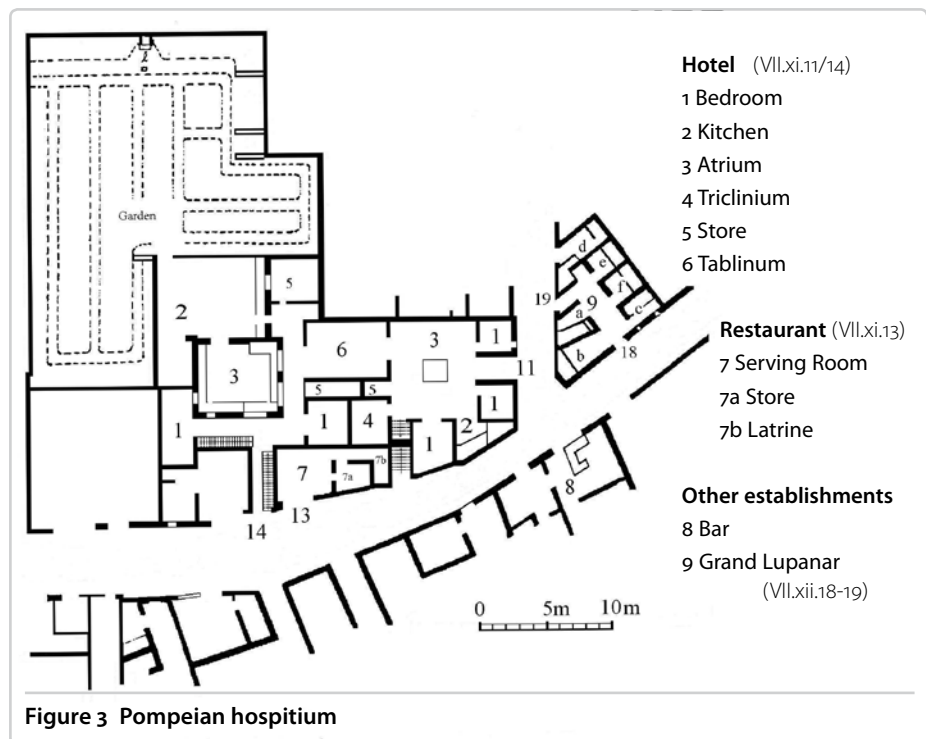 Garden
2
5
3
6
3
1
11
5
5
1
4
1
2
1
1
7
7a
7b
14
13
d
e
f
c
19
9
a
b
18
8
0 5m 10m
Hotel (VII.xi.11/14)
1 Bedroom
2 Kitchen
3 Atrium
4 Triclinium
5 Store
6 Tablinum
Restaurant (VII.xi.13)
7 Serving Room
7a Store
7b Latrine
Other establishments
8 Bar
9 Grand Lupanar
(VII.xii.18-19)
Figure 3 Pompeian hospitium